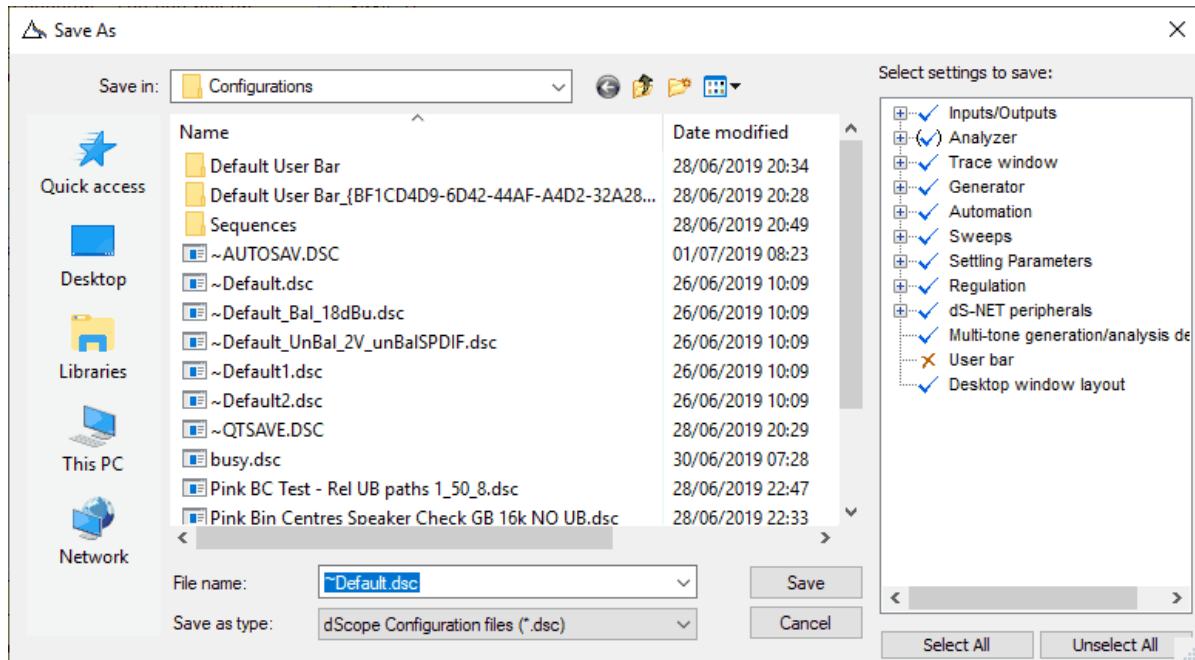 Save As
Save in: Configurations
Select settings to save:
Quick access
Desktop
Libraries
This PC
Network
Name Date modified
Default User Bar 28/06/2019 20:34
Default User Bar_{BF1CD4D9-6D42-44AF-A4D2-32A28... 28/06/2019 20:28
Sequences 28/06/2019 20:49
~AUTOSAV.DSC 01/07/2019 08:23
~Default.dsc 26/06/2019 10:09
~Default_Bal_18dBu.dsc 26/06/2019 10:09
~Default_UnBal_2V_unBalSPDIF.dsc 26/06/2019 10:09
~Default1.dsc 26/06/2019 10:09
~Default2.dsc 26/06/2019 10:09
~QTSAVE.DSC 28/06/2019 20:29
busy.dsc 30/06/2019 07:28
Pink BC Test - Rel UB paths 1_50_8.dsc 28/06/2019 22:47
Pink Bin Centres Speaker Check GB 16k NO UB.dsc 28/06/2019 22:33
File name: ~Default.dsc Save
Save as type: dScope Configuration files (*.dsc) Cancel
Inputs/Outputs
Analyzer
Trace window
Generator
Automation
Sweeps
Settling Parameters
Regulation
dS-NET peripherals
Multi-tone generation/analysis de
User bar
Desktop window layout
Select All Unselect All